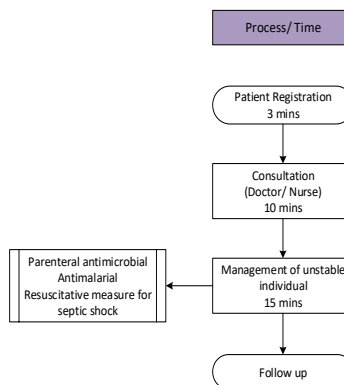 Process/ Time
Patient Registration
3 mins
Consultation
(Doctor/ Nurse)
10 mins
Parenteral antimicrobial
Antimalarial
Resuscitative measure for
septic shock
Management of unstable
individual
15 mins
Follow up